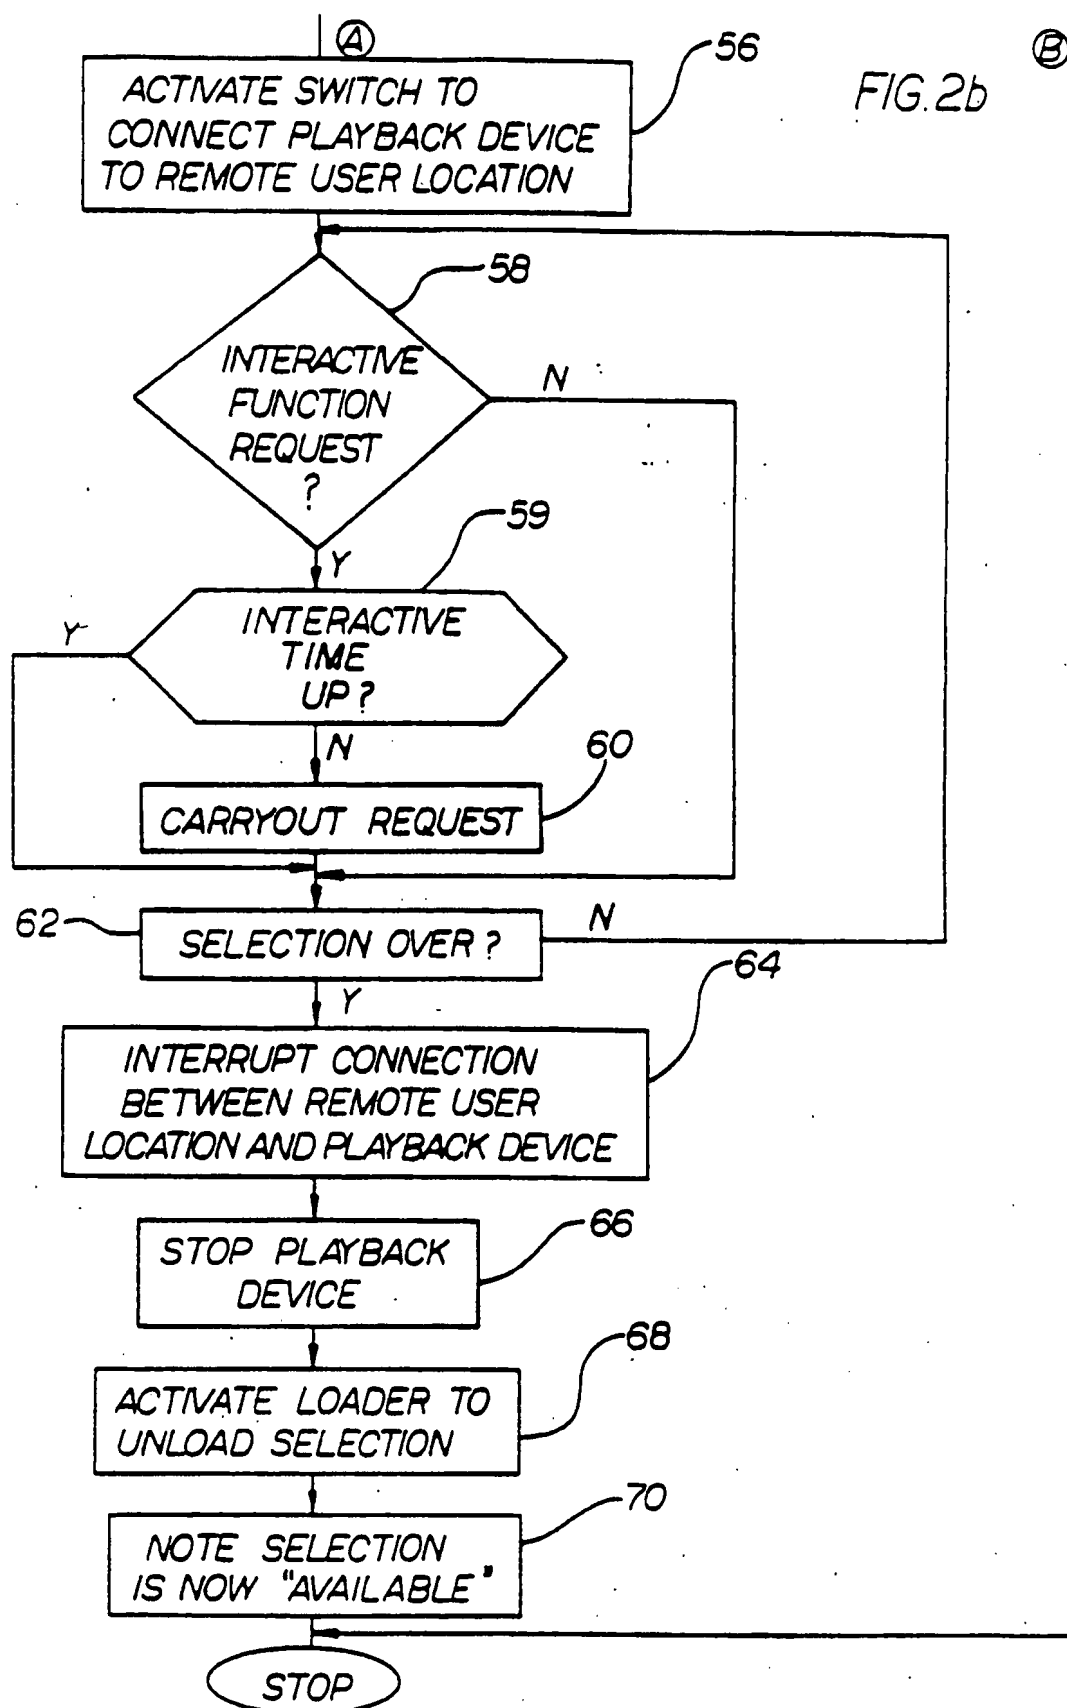 A
B
FIG. 2b
56
ACTIVATE SWITCH TO
CONNECT PLAYBACK DEVICE
TO REMOTE USER LOCATION
58
INTERACTIVE
FUNCTION
REQUEST
?
N
Y
59
INTERACTIVE
TIME
UP?
Y
N
60
CARRYOUT REQUEST
62
SELECTION OVER?
N
Y
64
INTERRUPT CONNECTION
BETWEEN REMOTE USER
LOCATION AND PLAYBACK DEVICE
66
STOP PLAYBACK
DEVICE
68
ACTIVATE LOADER TO
UNLOAD SELECTION
70
NOTE SELECTION
IS NOW "AVAILABLE"
STOP